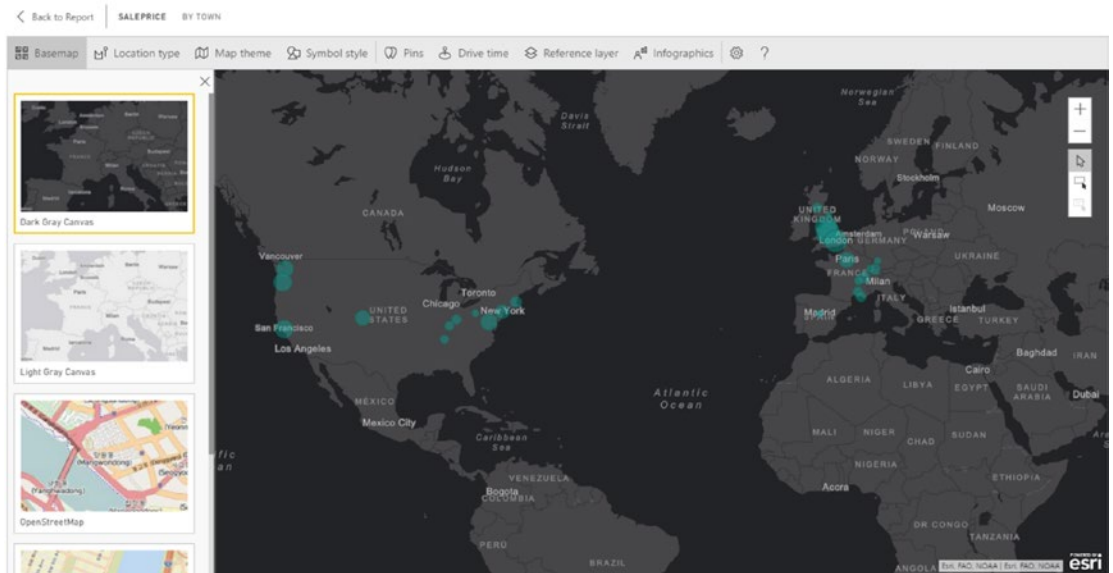 Back to Report SALEPRICE BY TOWN
Basemap Location type Map theme Symbol style Pins Drive time Reference layer Infographics ?
Dark Gray Canvas
Light Gray Canvas
OpenStreetMap
Norwegian
Sea
Davis
Strait
SWEDEN FINLAND
NORWAY
Hudson
Bay
Stockholm
CANADA
UNITED
KINGDOM
Moscow
Amsterdam
POLAND
Warsaw
London GERMANY
Vancouver
Paris
UKRAINE
FRANCE
Milan
Toronto
Chicago
ITALY
UNITED
STATES
New York
Madrid
SPAIN
Istanbul
GREECE TURKEY
San Francisco
Los Angeles
Baghdad
IRAN
Cairo
ALGERIA LIBYA EGYPT
SAUDI
ARABIA
Dubai
Atlantic
Ocean
MÉXICO
Mexico City
Caribbean
Sea
MALI NIGER CHAD SUDAN
NIGERIA
VENEZUELA
ETHIOPIA
Bogota
COLOMBIA
Accra
DR CONGO
TANZANIA
PERU
BRAZIL
ANGOLA
Esri, FAO, NOAA | Esri, FAO, NOAA
POWERED BY
esri